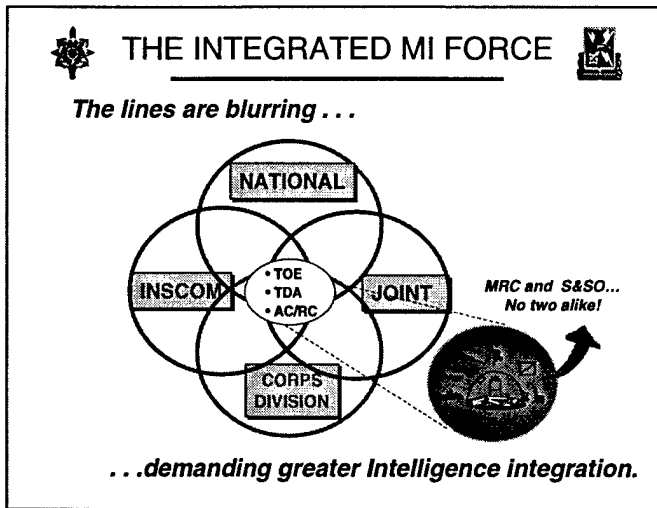 THE INTEGRATED MI FORCE
The lines are blurring . . .
NATIONAL
INSCOM
• TOE
• TDA
• AC/RC
JOINT
MRC and S&SO...
No two alike!
CORPS
DIVISION
. . .demanding greater Intelligence integration.